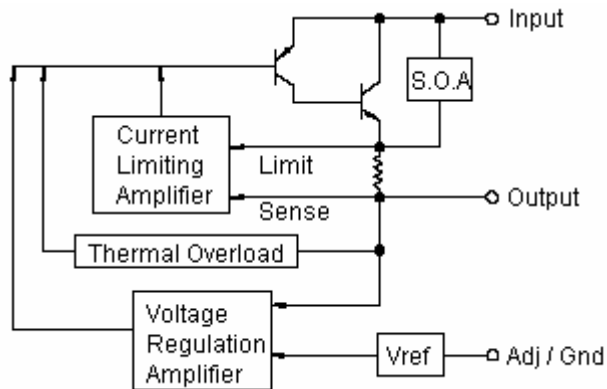 Input
S.O.A
Current
Limiting
Amplifier
Limit
Sense
Output
Thermal Overload
Voltage
Regulation
Amplifier
Vref
Adj / Gnd